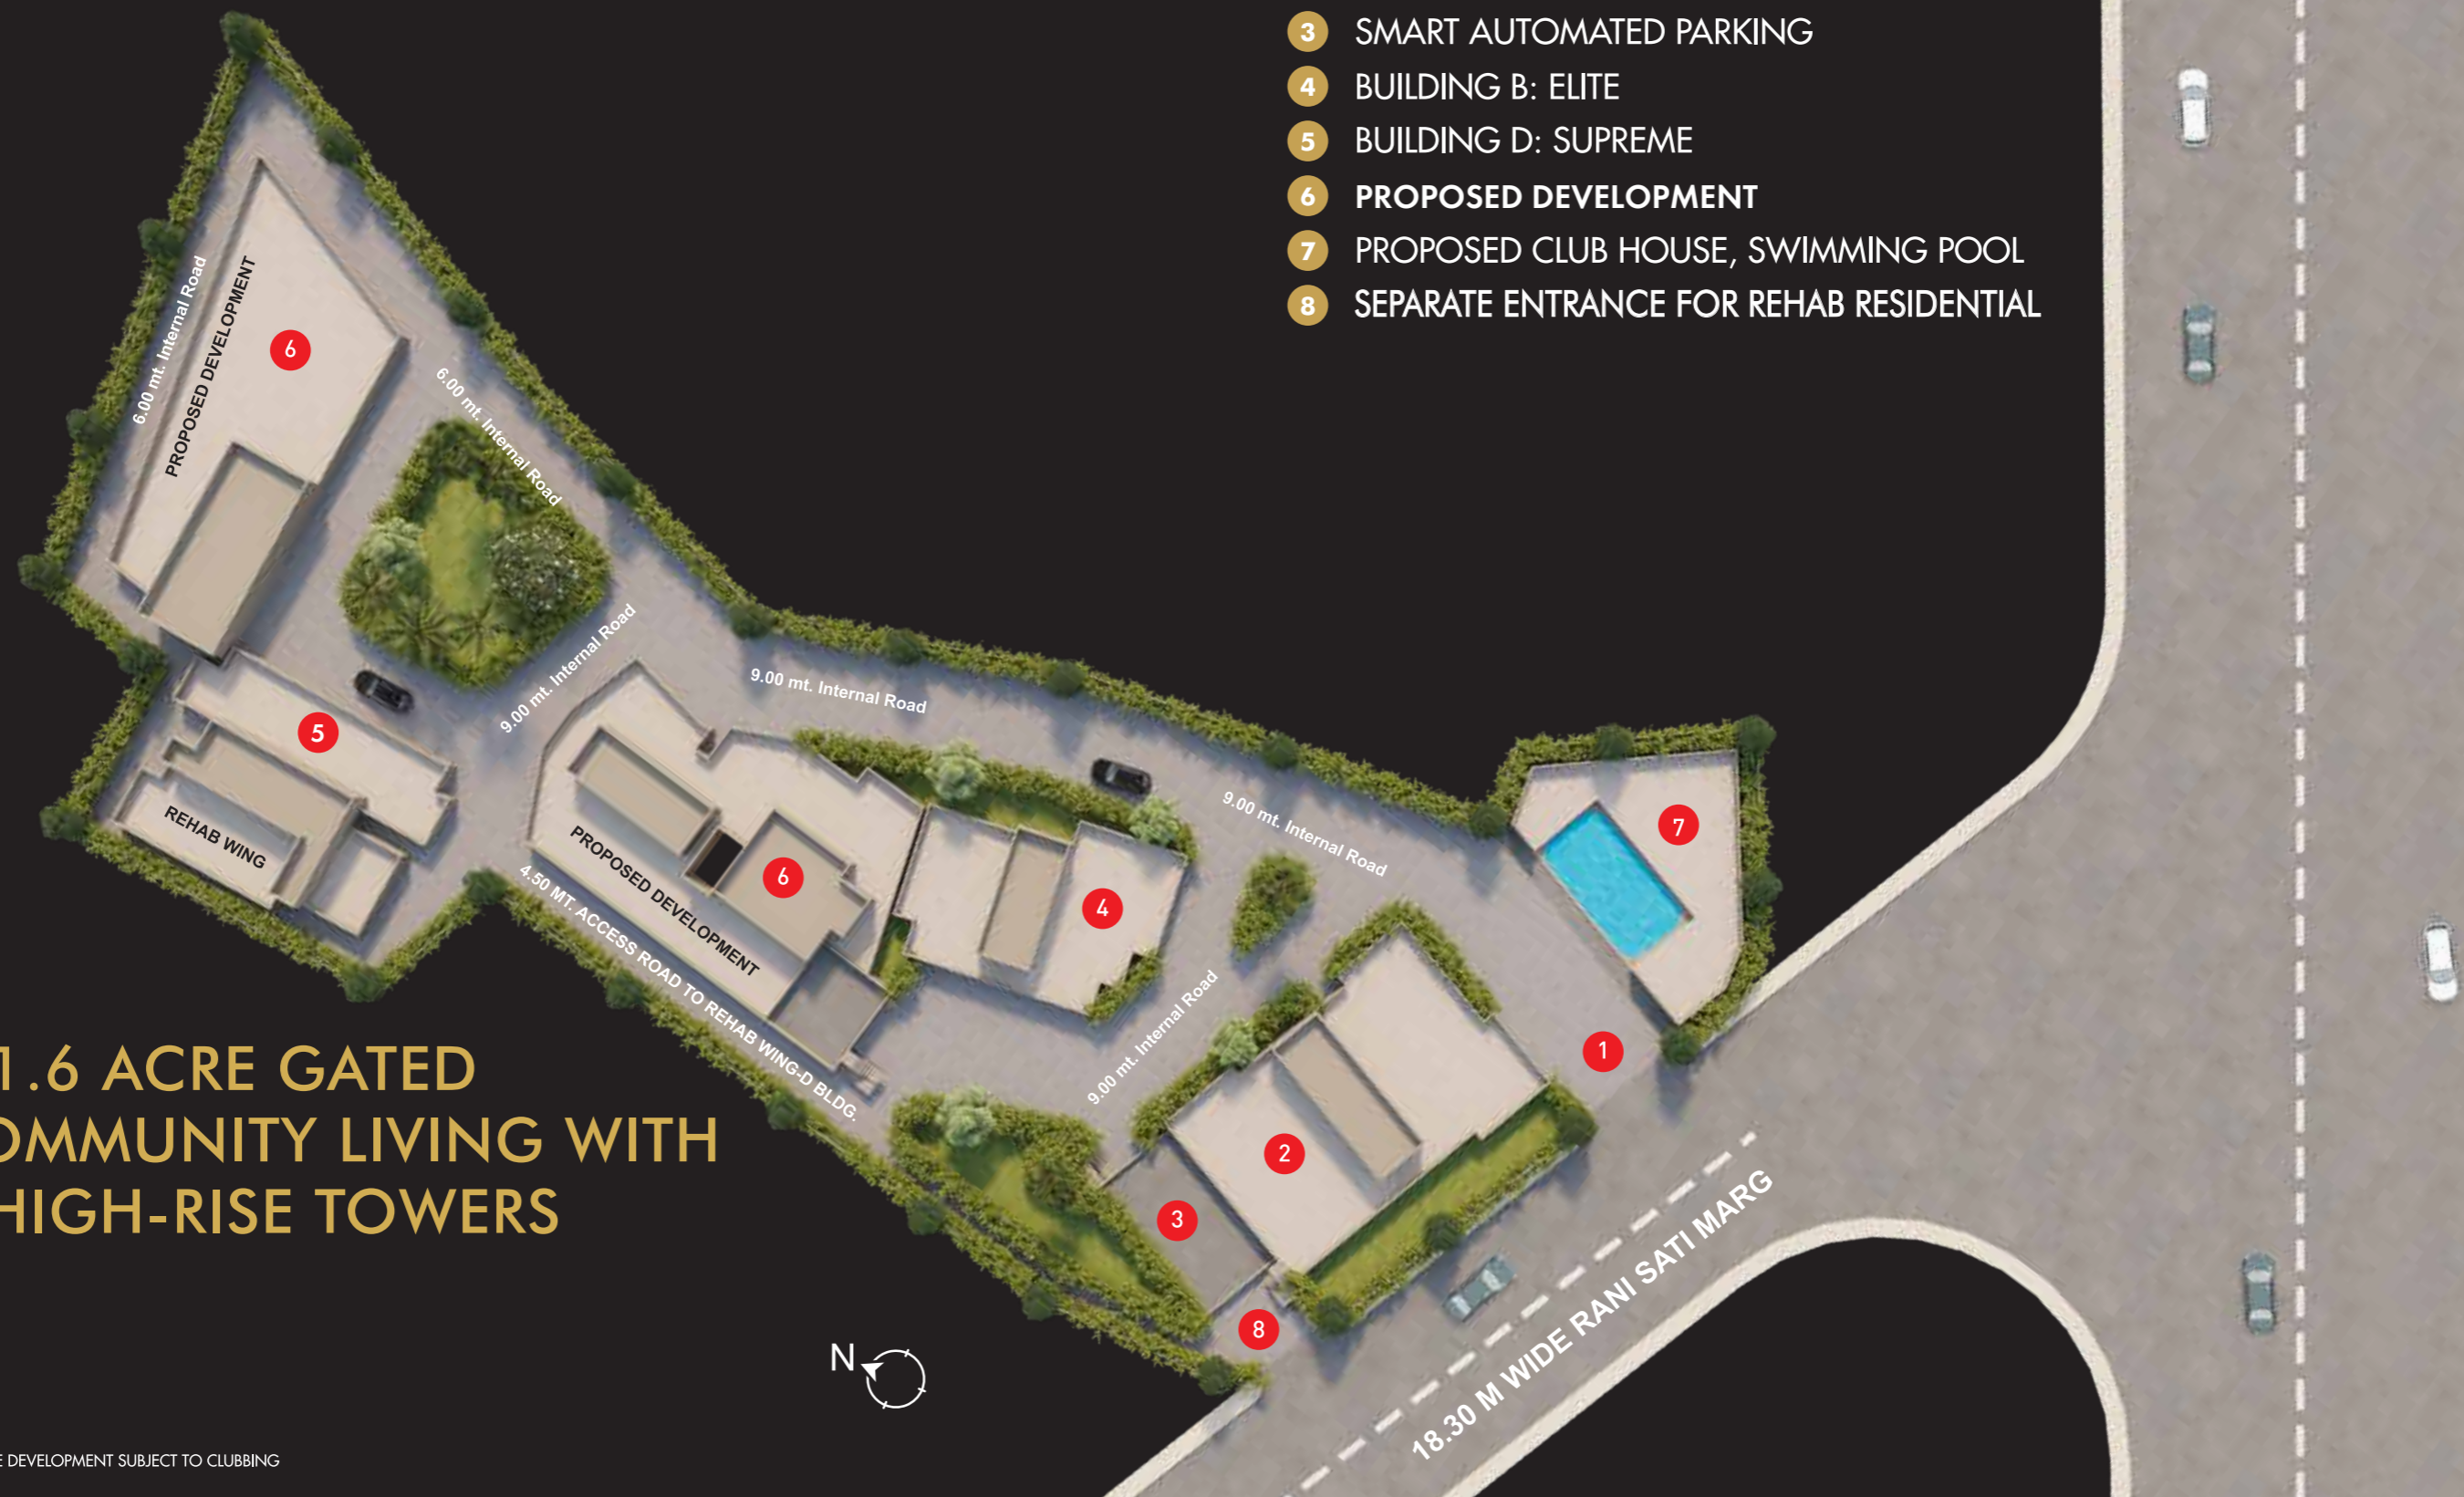 3 SMART AUTOMATED PARKING
4 BUILDING B: ELITE
5 BUILDING D: SUPREME
6 PROPOSED DEVELOPMENT
7 PROPOSED CLUB HOUSE, SWIMMING POOL
8 SEPARATE ENTRANCE FOR REHAB RESIDENTIAL
6.00 mt. Internal Road
PROPOSED DEVELOPMENT
6
6.00 mt. Internal Road
9.00 mt. Internal Road
9.00 mt. Internal Road
5
REHAB WING
PROPOSED DEVELOPMENT
6
4.50 MT. ACCESS ROAD TO REHAB WING-D BLDG.
4
9.00 mt. Internal Road
7
9.00 mt. Internal Road
1
2
3
8
18.30 M WIDE RANI SATI MARG
1.6 ACRE GATED
OMMUNITY LIVING WITH
HIGH-RISE TOWERS
N
E DEVELOPMENT SUBJECT TO CLUBBING